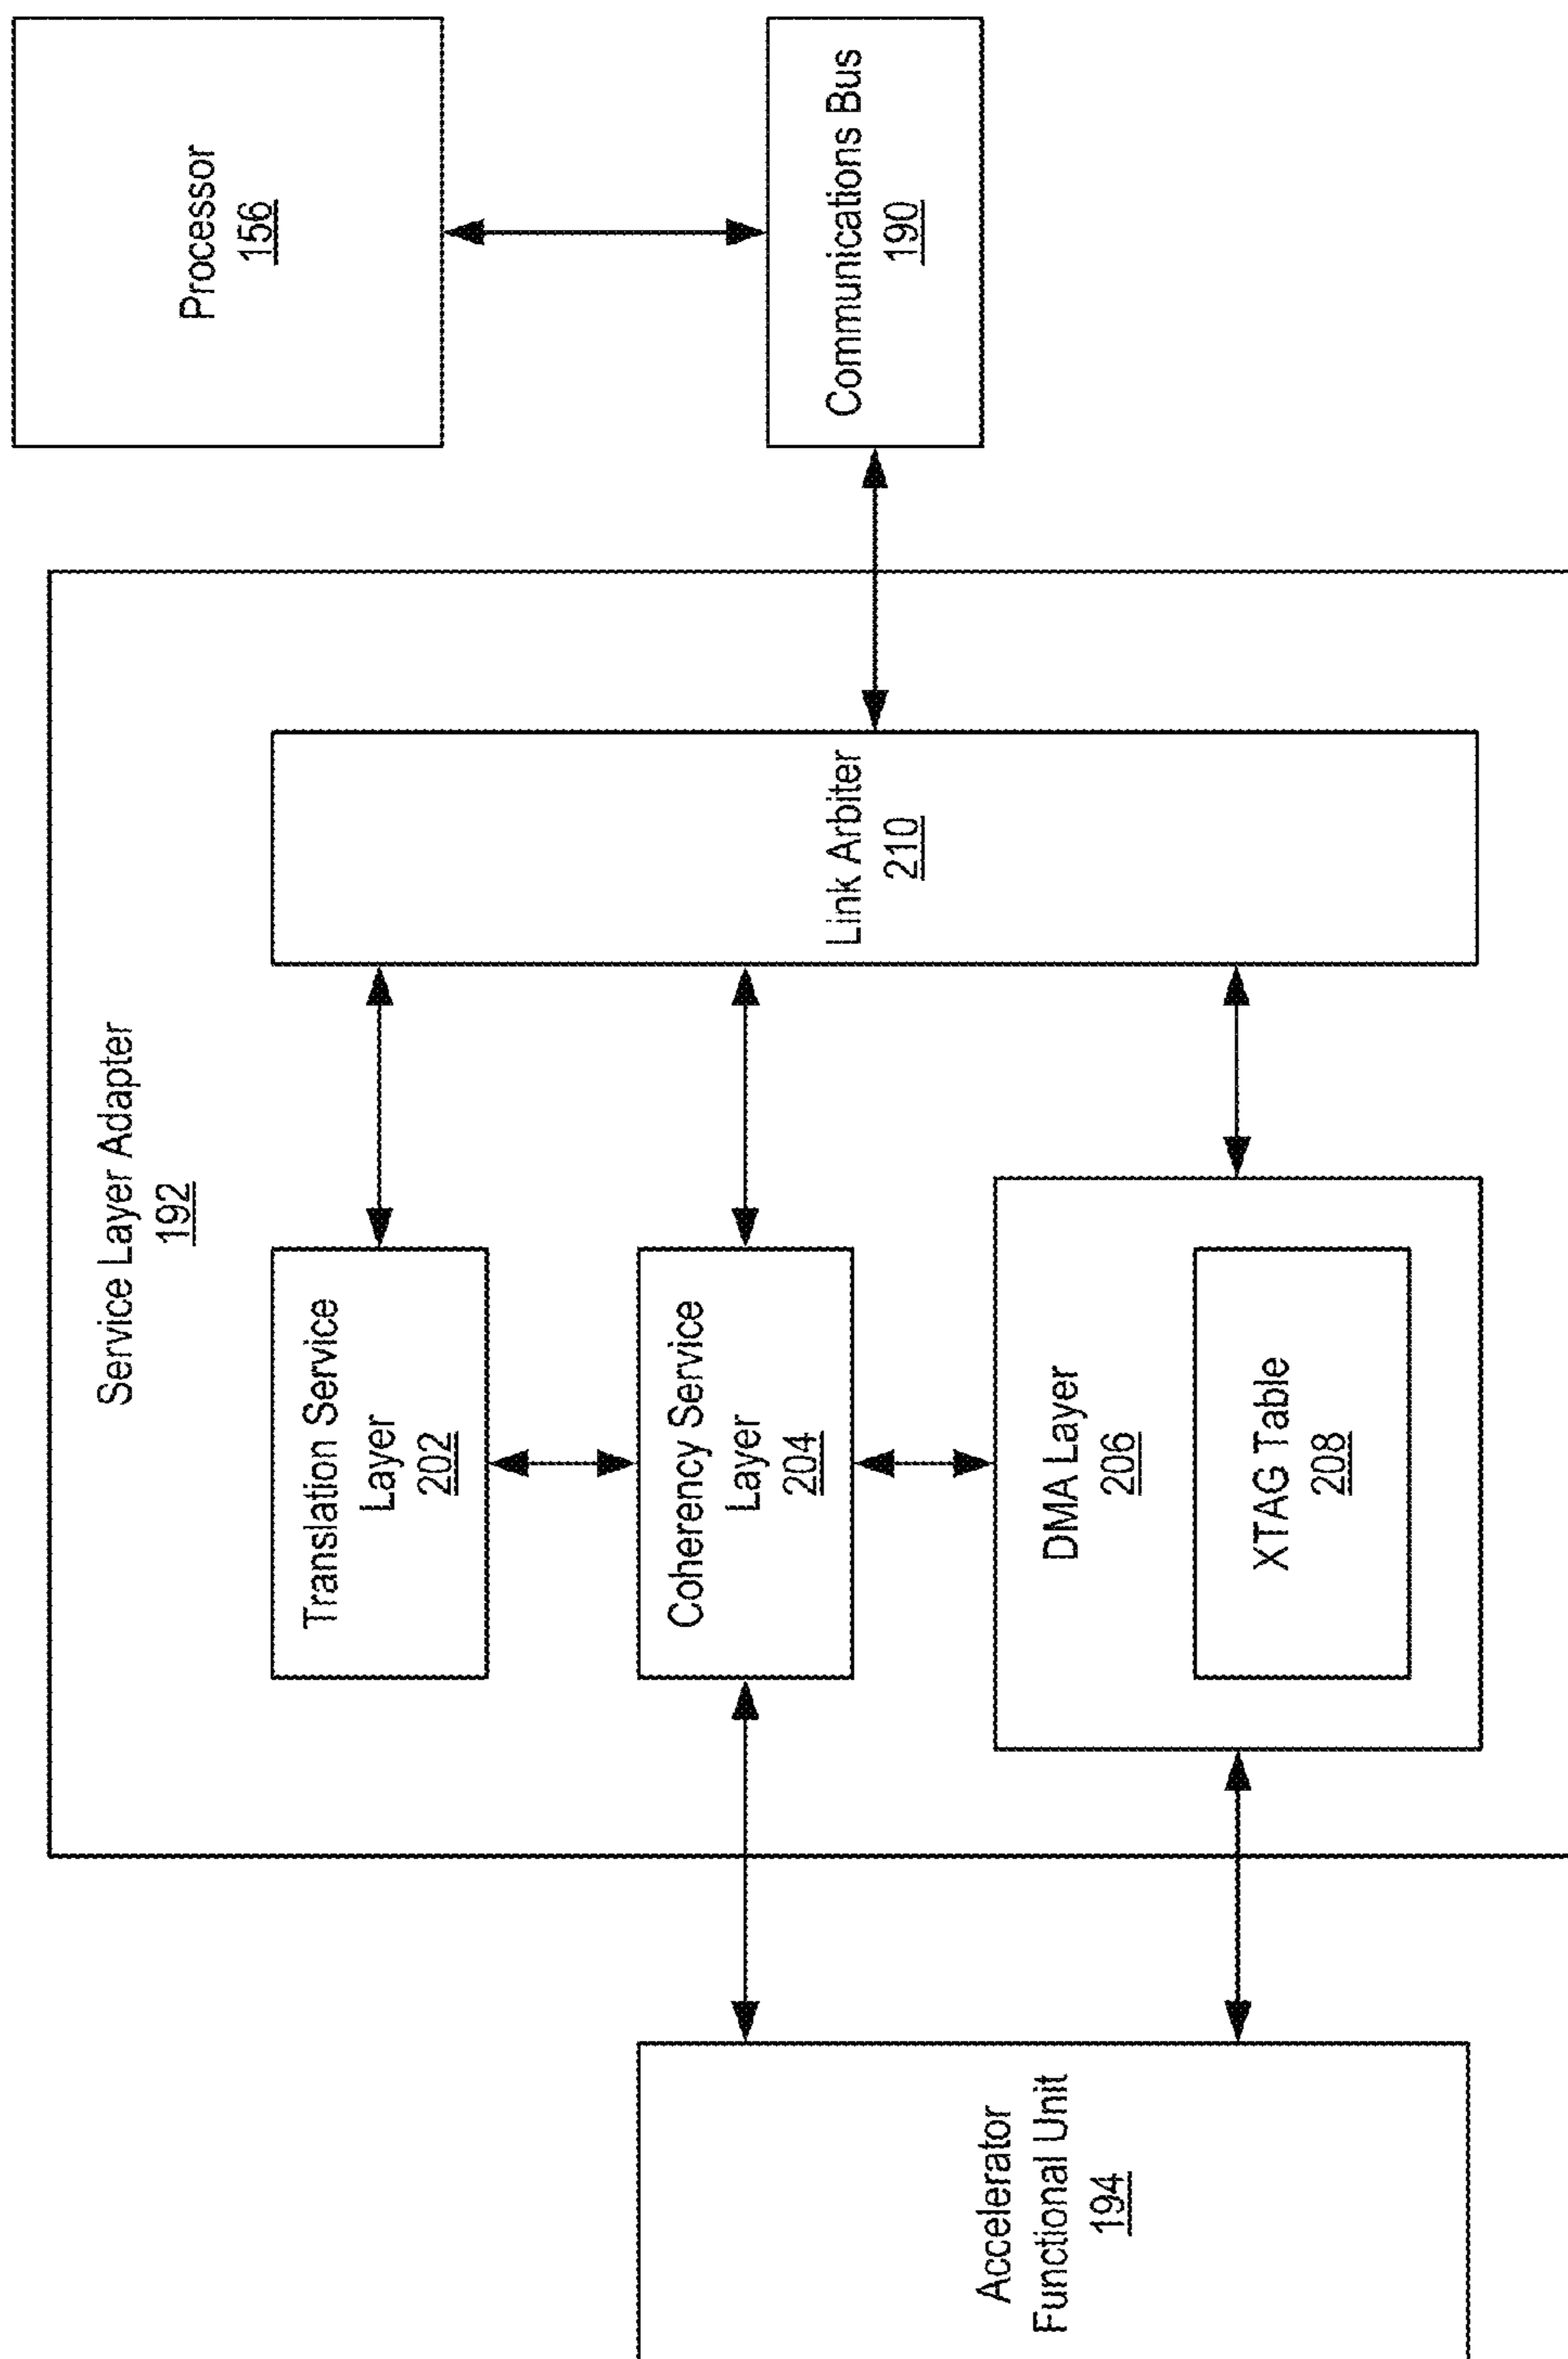 Processor
156
Communications Bus
190
Service Layer Adapter
192
Link Arbiter
210
Translation Service
Layer
202
Coherency Service
Layer
204
DMA Layer
206
XTAG Table
208
Accelerator
Functional Unit
194